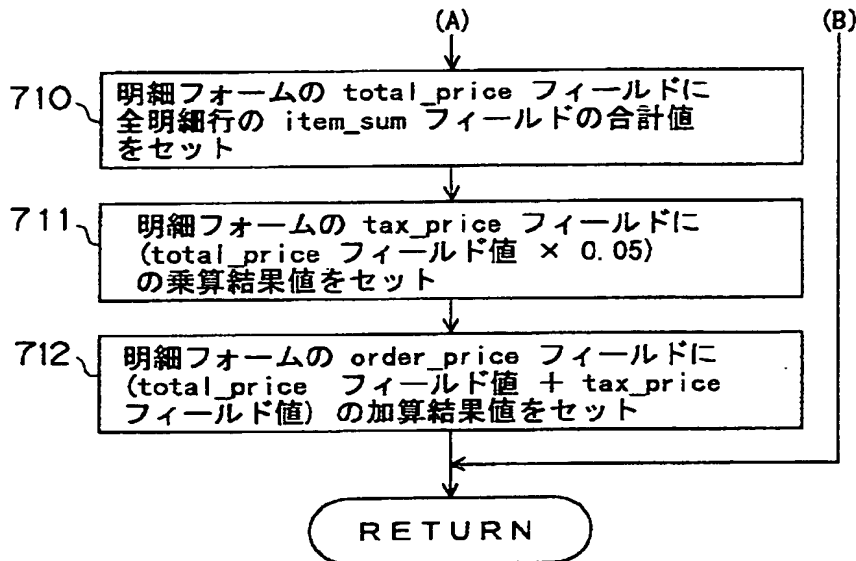 (A)
(B)
710
明細フォームの total_price フィールドに
全明細行の item_sum フィールドの合計値
をセット
711
明細フォームの tax_price フィールドに
(total_price フィールド値 × 0.05)
の乗算結果値をセット
712
明細フォームの order_price フィールドに
(total_price フィールド値 + tax_price
フィールド値) の加算結果値をセット
RETURN